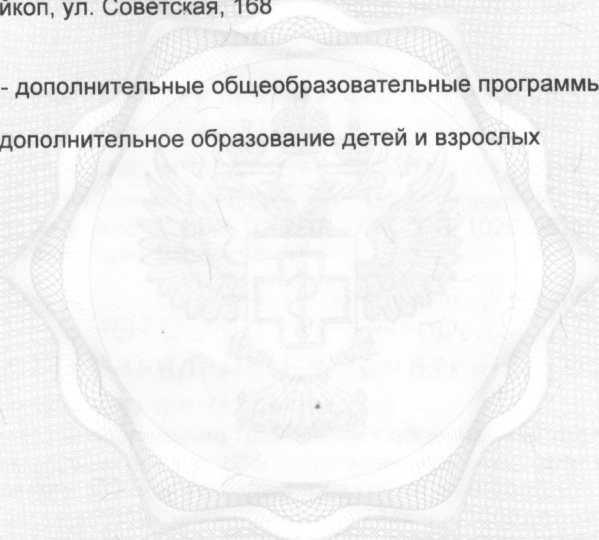 йкоп, ул. Советская, 168
- дополнительные общеобразовательные программы
дополнительное образование детей и взрослых